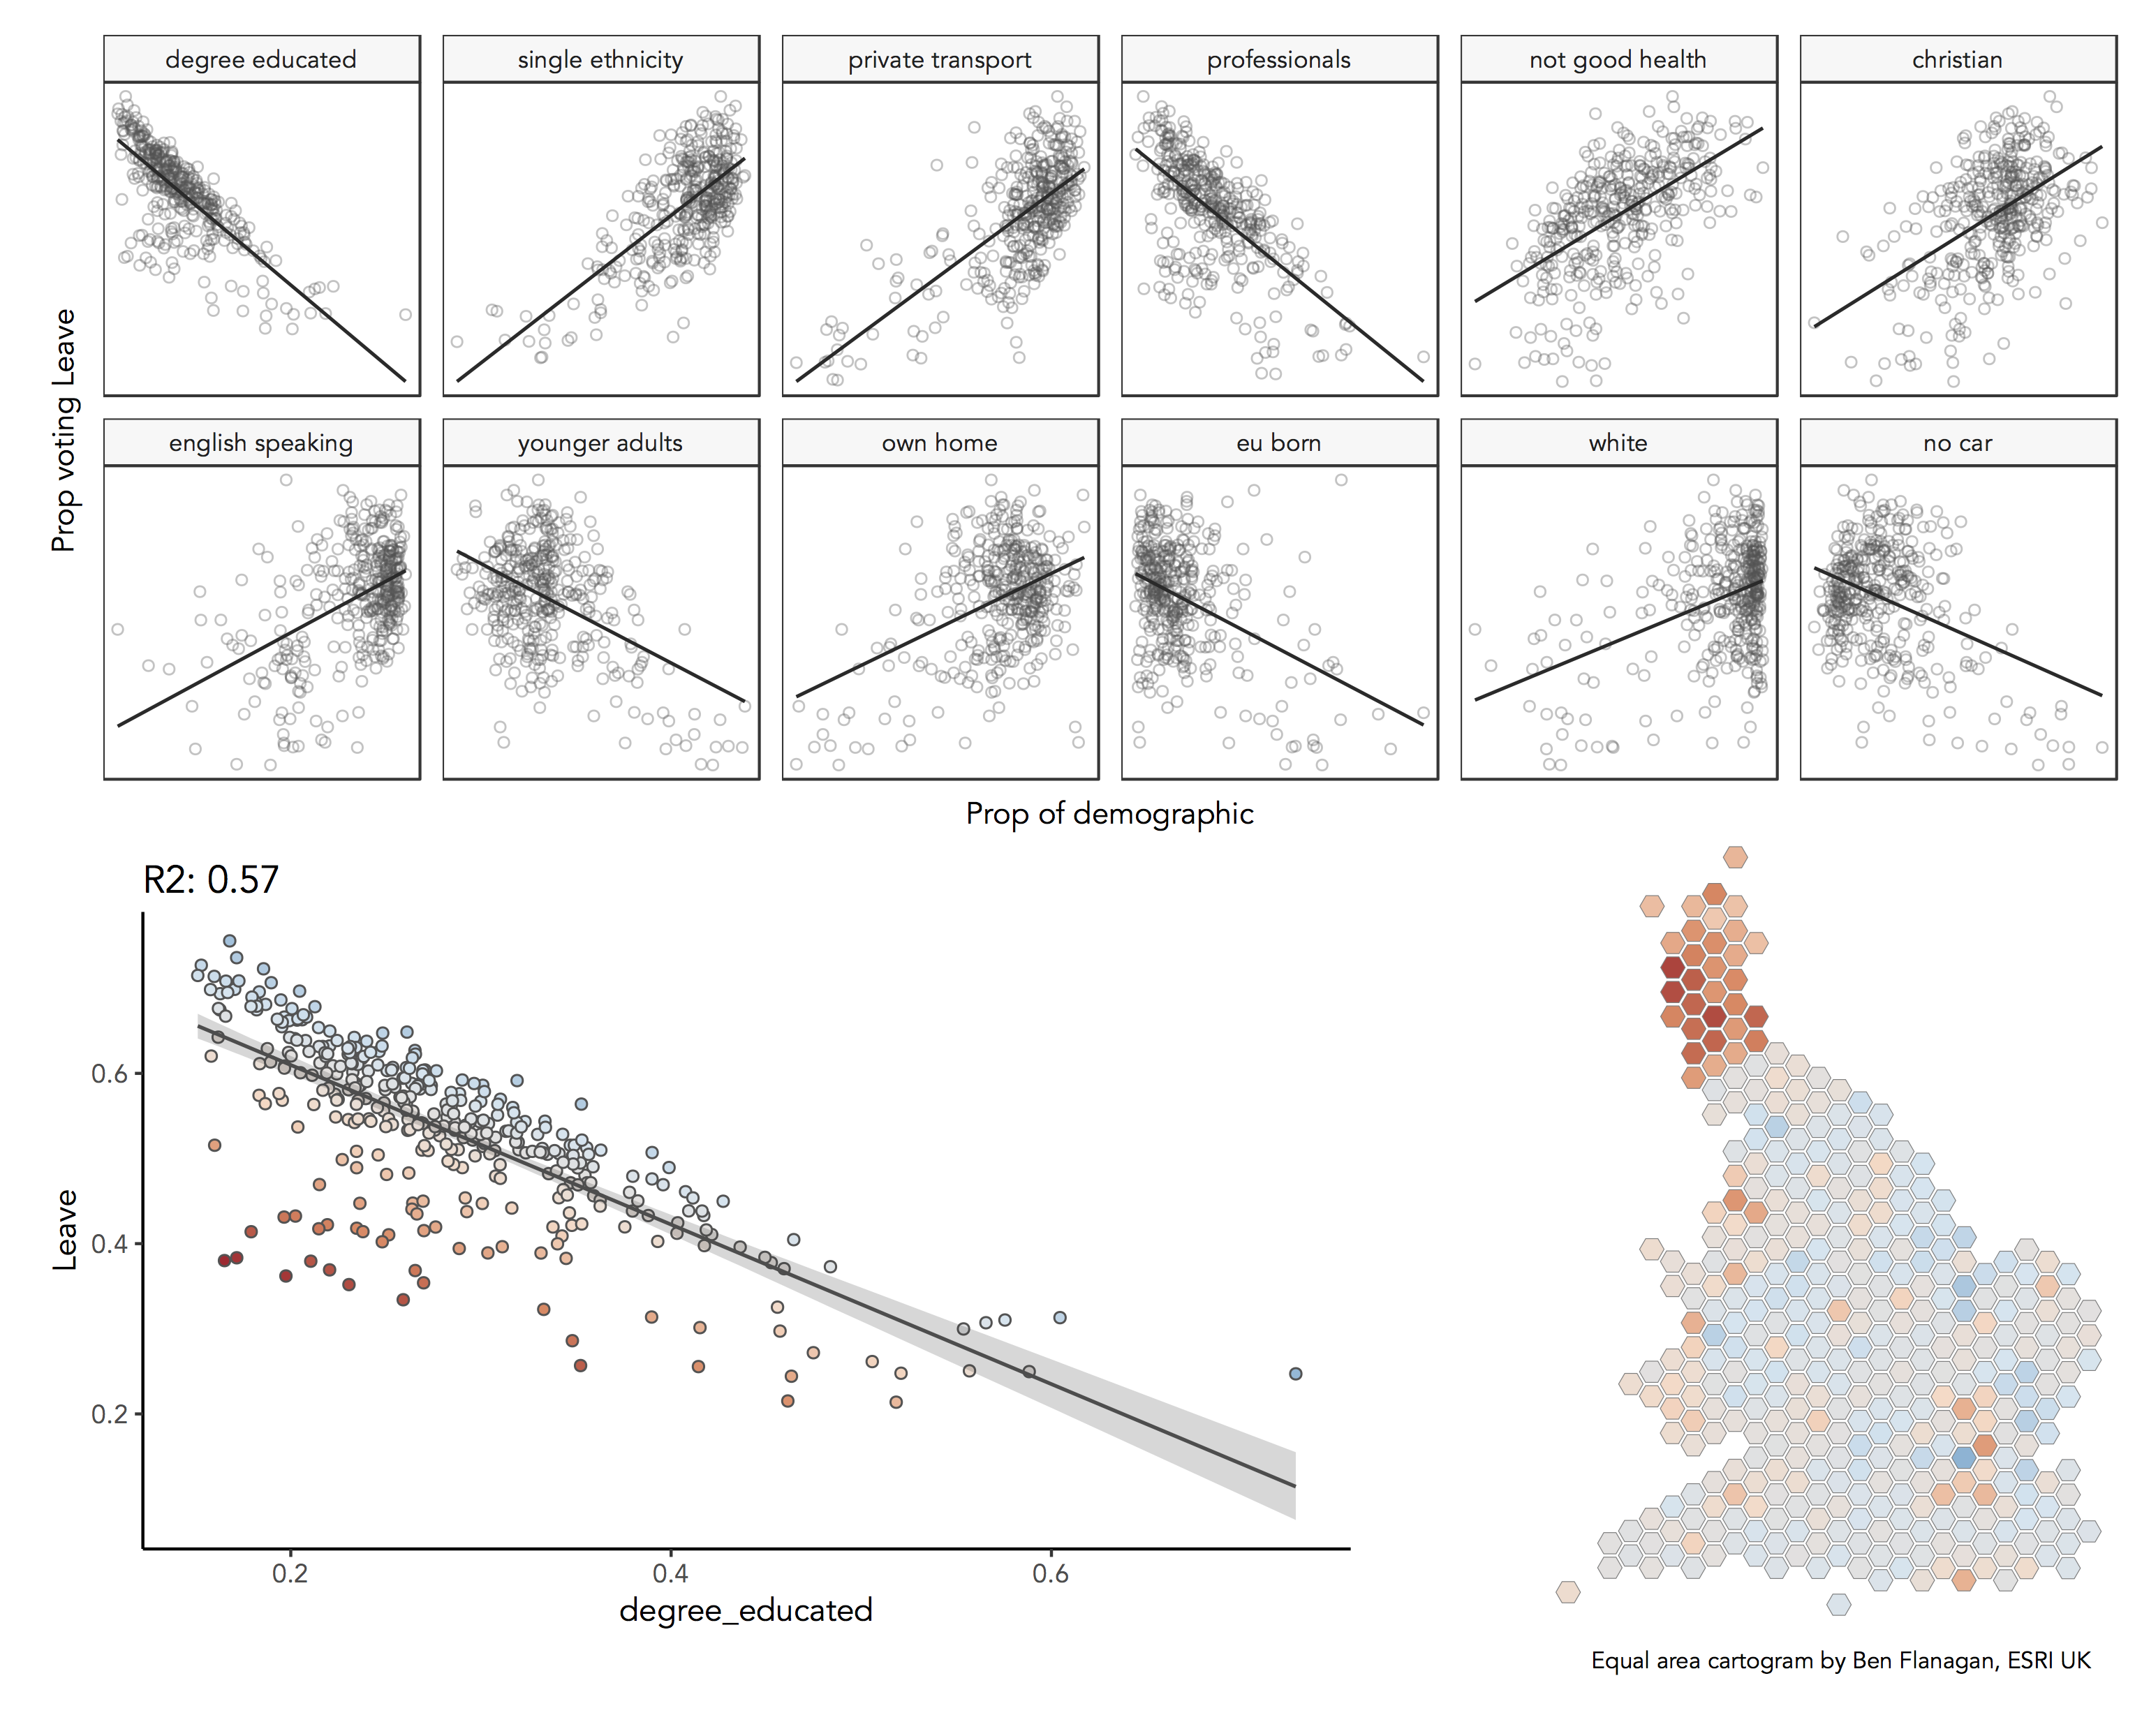 degree educated
single ethnicity
private transport
professionals
not good health
christian
english speaking
younger adults
own home
eu born
white
no car
Prop voting Leave
Prop of demographic
R2: 0.57
0.6
0.4
0.2
Leave
0.2
0.4
0.6
degree_educated
Equal area cartogram by Ben Flanagan, ESRI UK